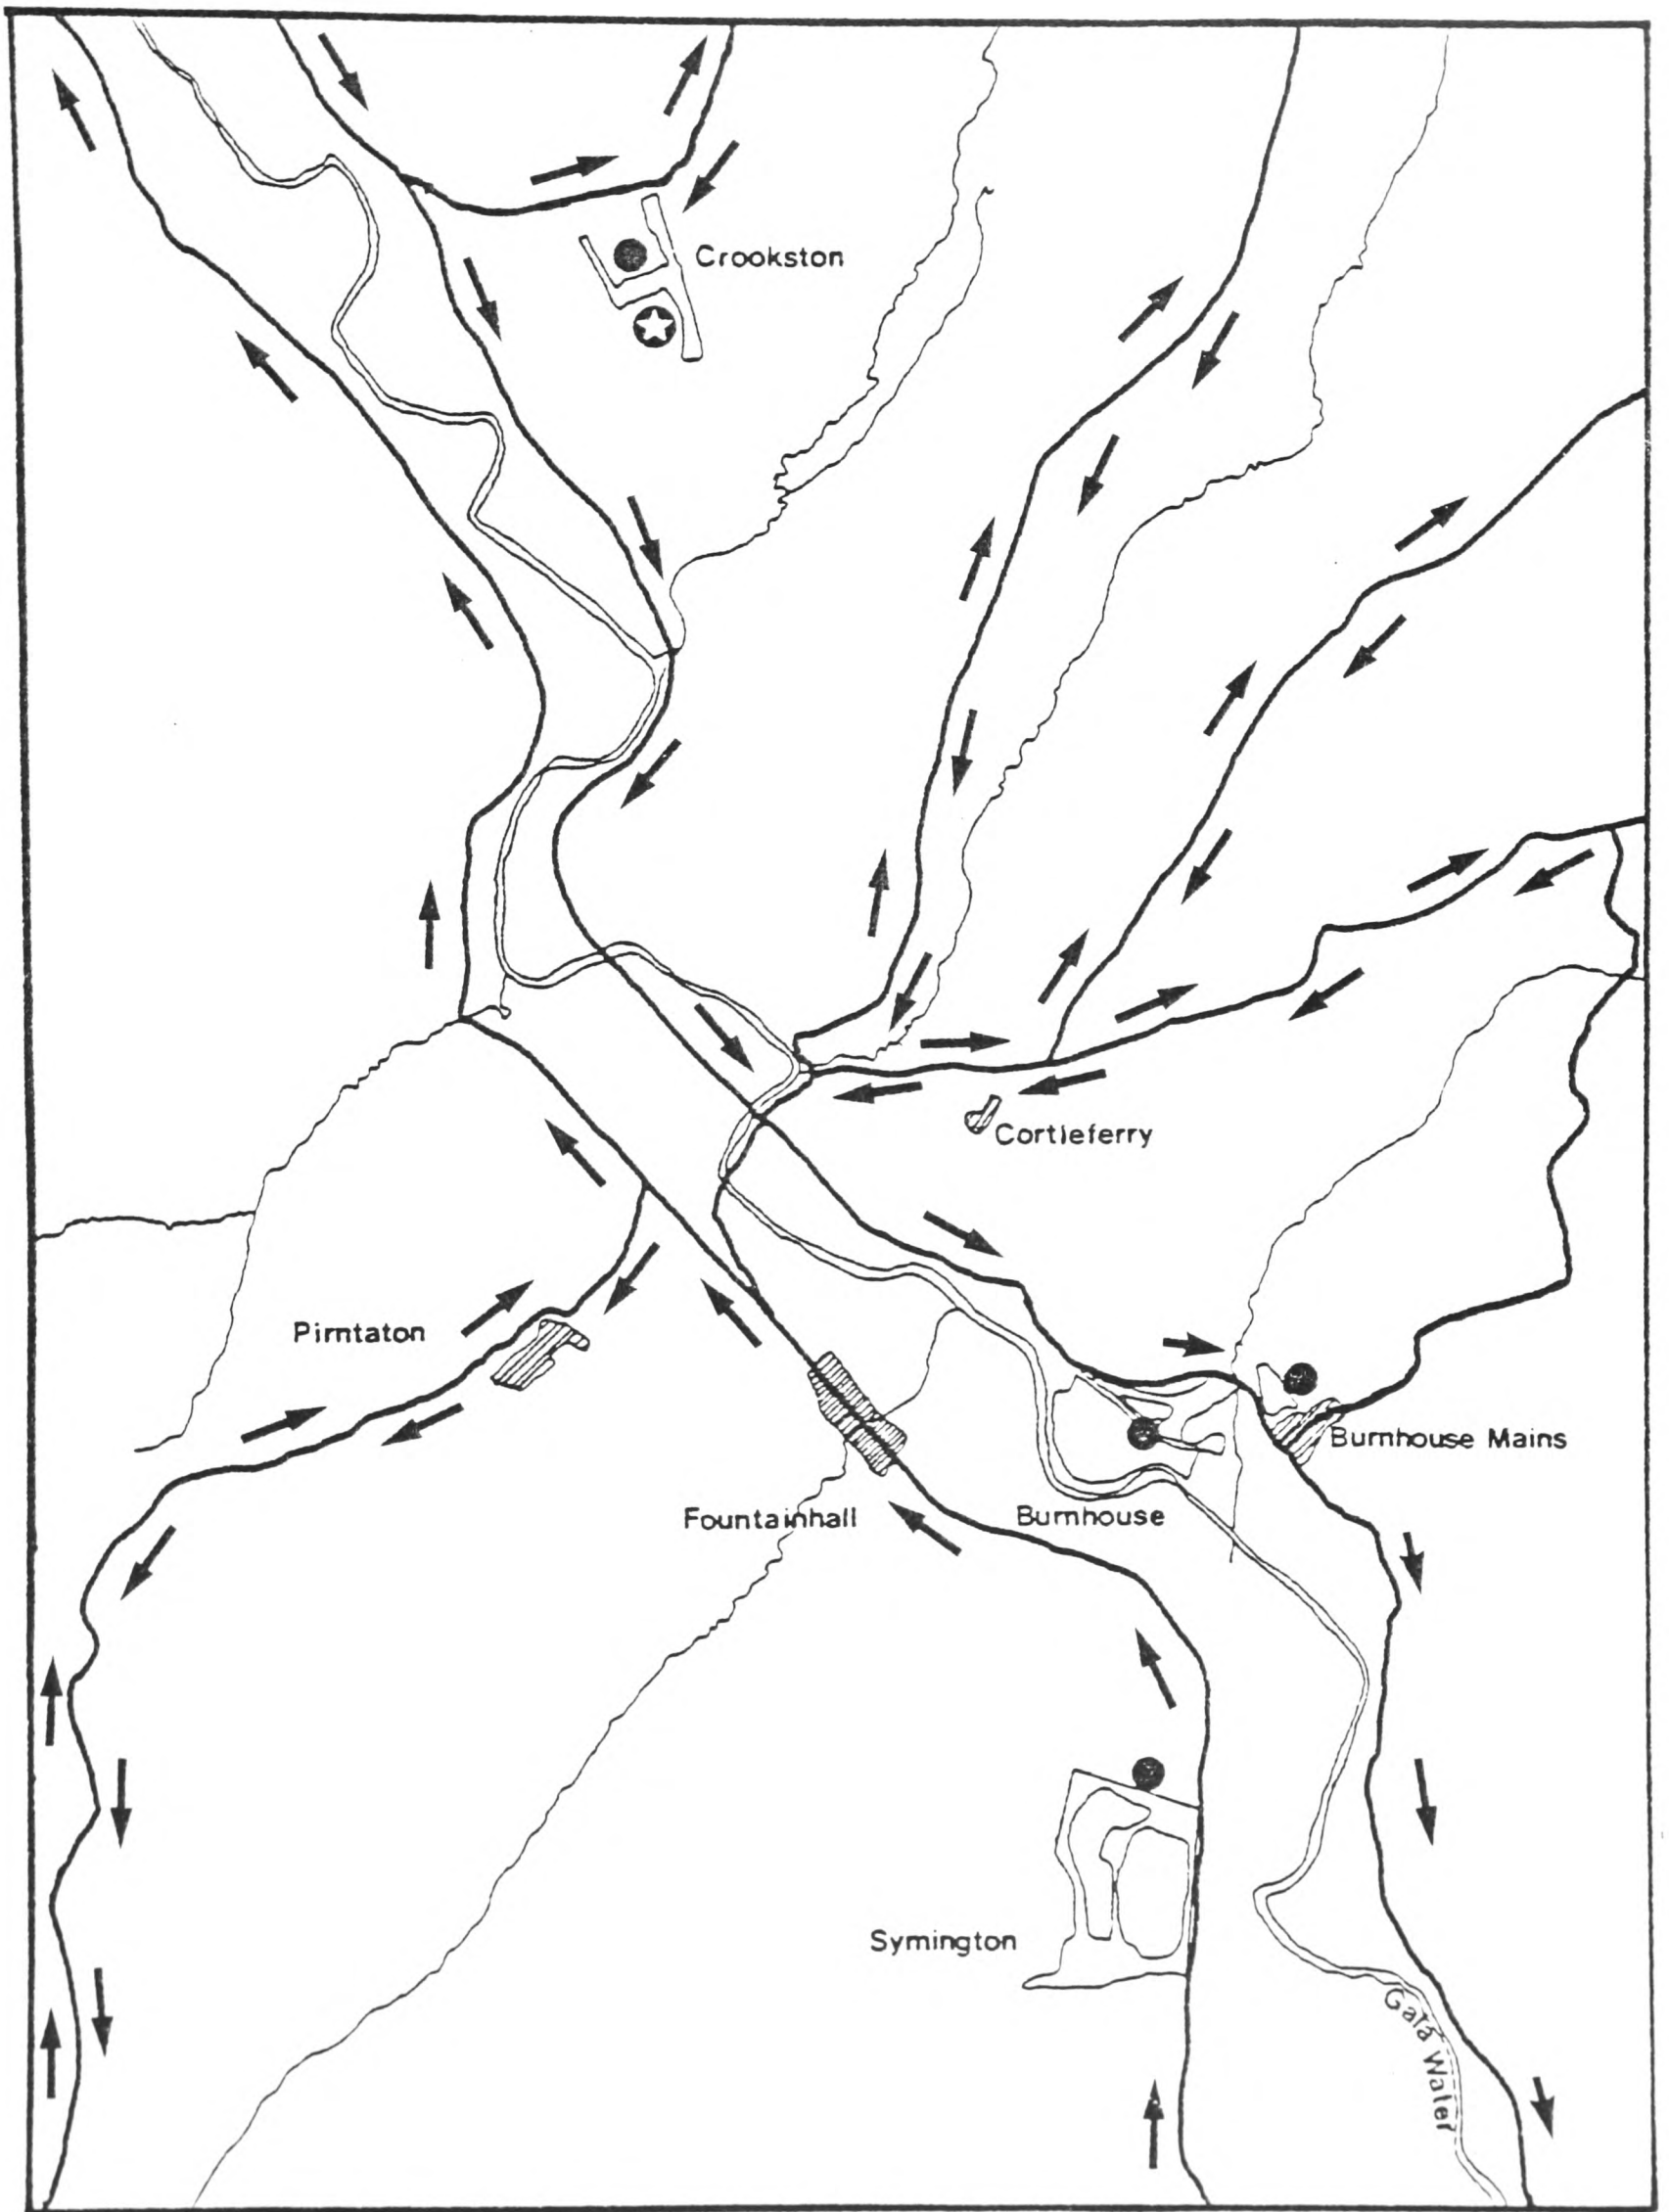 Crookston
Cortleferry
Pirntaton
Burnhouse Mains
Fountainhall
Burnhouse
Symington
Gala Water